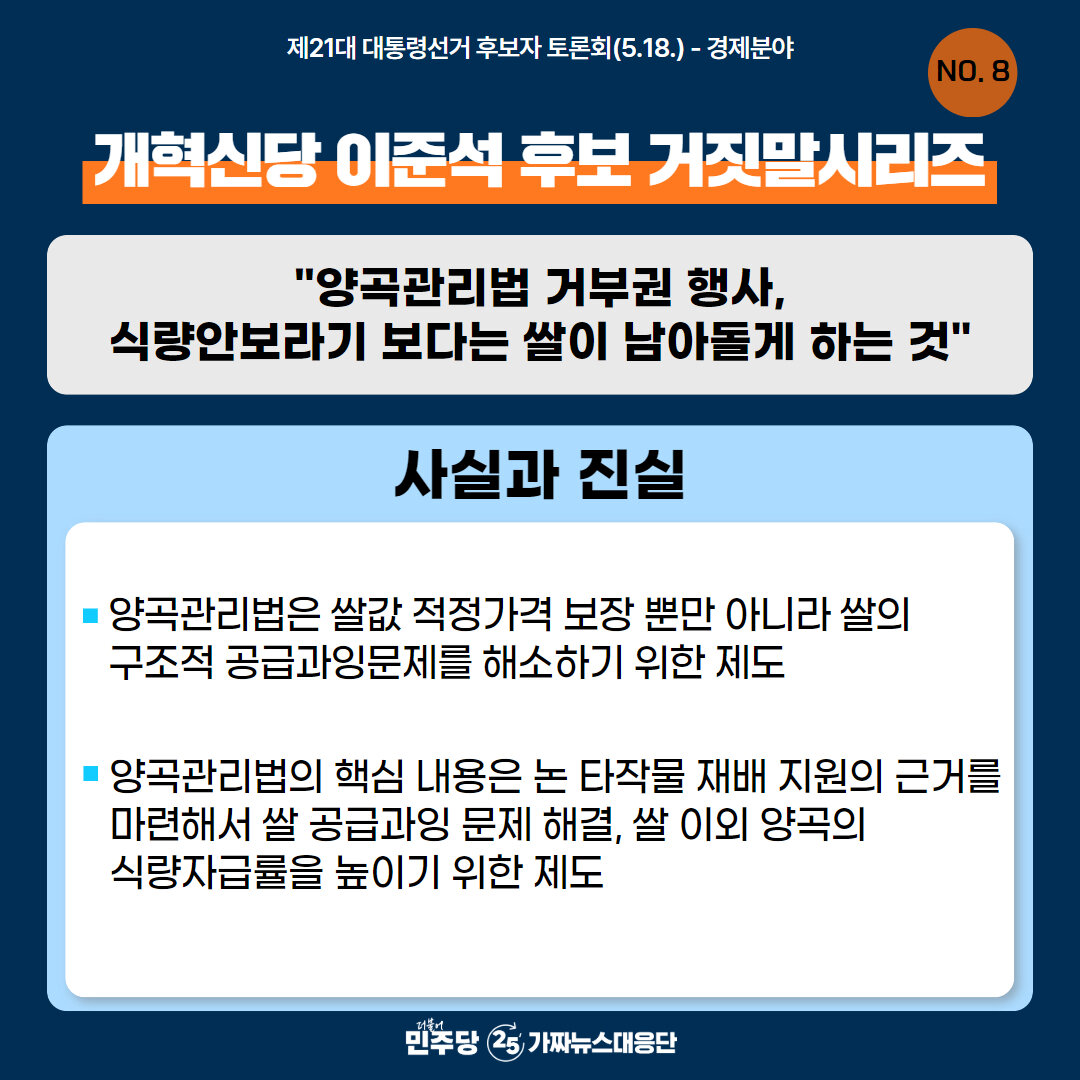 제21대 대통령선거 후보자 토론회(5.18.) - 경제분야
NO. 8
개혁신당 이준석 후보 거짓말시리즈
"양곡관리법 거부권 행사,
식량안보라기 보다는 쌀이 남아돌게 하는 것"
사실과 진실
양곡관리법은 쌀값 적정가격 보장 뿐만 아니라 쌀의
구조적 공급과잉문제를 해소하기 위한 제도
양곡관리법의 핵심 내용은 논 타작물 재배 지원의 근거를
마련해서 쌀 공급과잉 문제 해결, 쌀 이외 양곡의
식량자급률을 높이기 위한 제도
더불어
민주당 25 가짜뉴스대응단